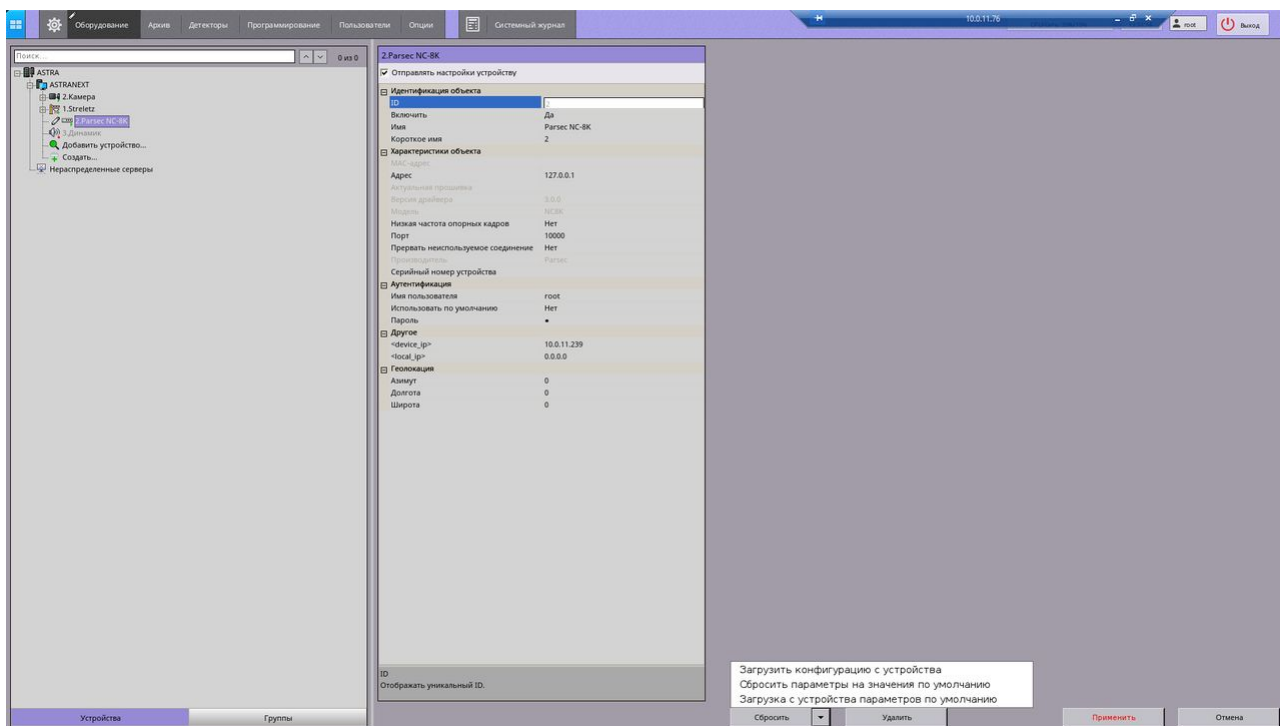 Оборудование Архив Детекторы Программирование Пользователи Опции Системный журнал 10.0.11.76 root Выход
Поиск... 0 из 0
ASTRA
ASTRANEXT
2.Камера
1.Streletz
2.Parsec NC-8K
3.Динамик
Добавить устройство...
Создать...
Нераспределенные серверы
2.Parsec NC-8K
Отправлять настройки устройству
Идентификация объекта
ID 2
Включить Да
Имя Parsec NC-8K
Короткое имя 2
Характеристики объекта
MAC-адрес
Адрес 127.0.0.1
Актуальная прошивка
Версия драйвера 3.0.0
Модель NC8K
Низкая частота опорных кадров Нет
Порт 10000
Прервать неиспользуемое соединение Нет
Производитель Parsec
Серийный номер устройства
Аутентификация
Имя пользователя root
Использовать по умолчанию Нет
Пароль •
Другое
<device_ip> 10.0.11.239
<local_ip> 0.0.0.0
Геолокация
Азимут 0
Долгота 0
Широта 0
ID
Отображать уникальный ID.
Загрузить конфигурацию с устройства
Сбросить параметры на значения по умолчанию
Загрузка с устройства параметров по умолчанию
Устройства Группы Сбросить Удалить Применить Отмена